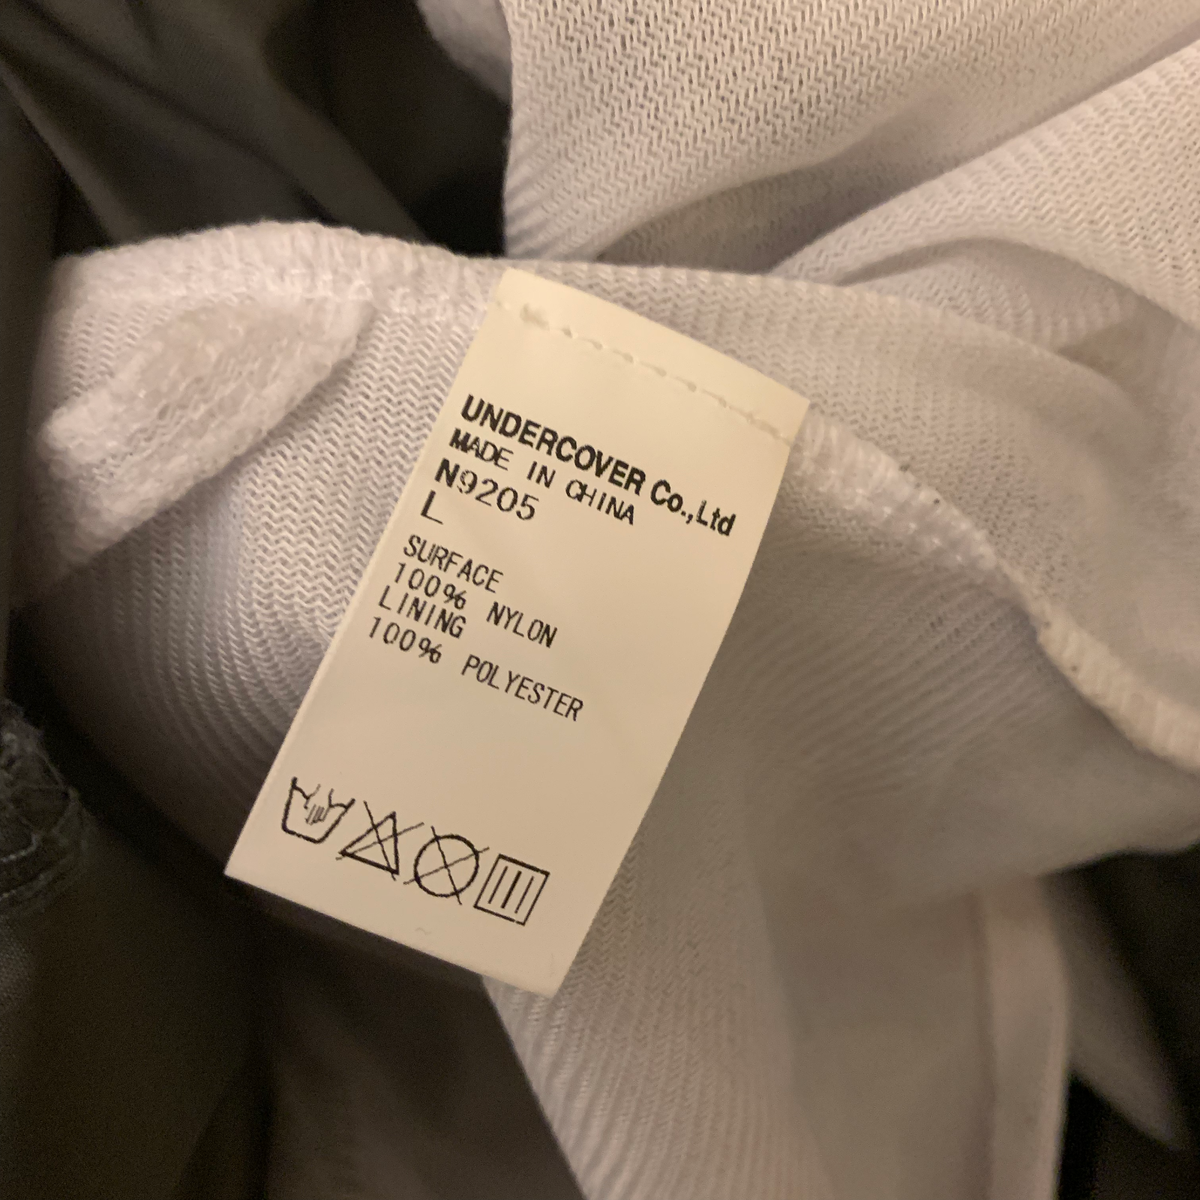 UNDERCOVER Co.,Ltd
MADE IN CHINA
N9205
L
SURFACE
100% NYLON
LINING
100% POLYESTER